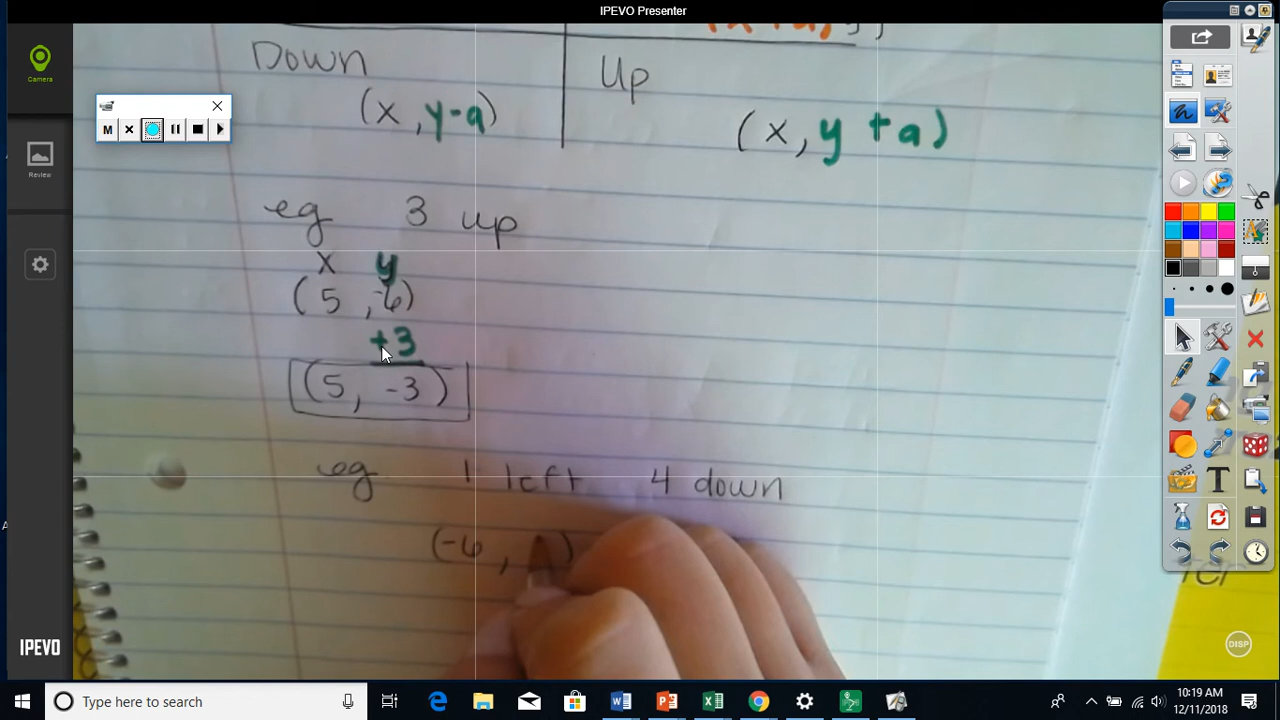 IPEVO Presenter
Camera
Review
IPEVO
M
Down
Up
(x, y-a)
(x, y +a)
eg 3 up
x y
(5, -6)
+3
(5, -3)
eg 1 left 4 down
(-6,
T
DISP
Type here to search
10:19 AM
12/11/2018